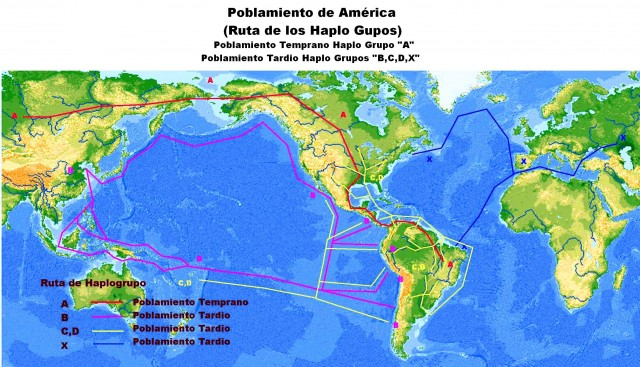 Poblamiento de América
(Ruta de los Haplo Gupos)
Poblamiento Temprano Haplo Grupo "A"
Poblamiento Tardio Haplo Grupos "B,C,D,X"
A
A
A
X
X
X
B
C,D
B
B
B
B
C,D
A
B
B
C,D
Ruta de Haplogrupo
A Poblamiento Temprano
B Poblamiento Tardio
C,D Poblamiento Tardio
X Poblamiento Tardio